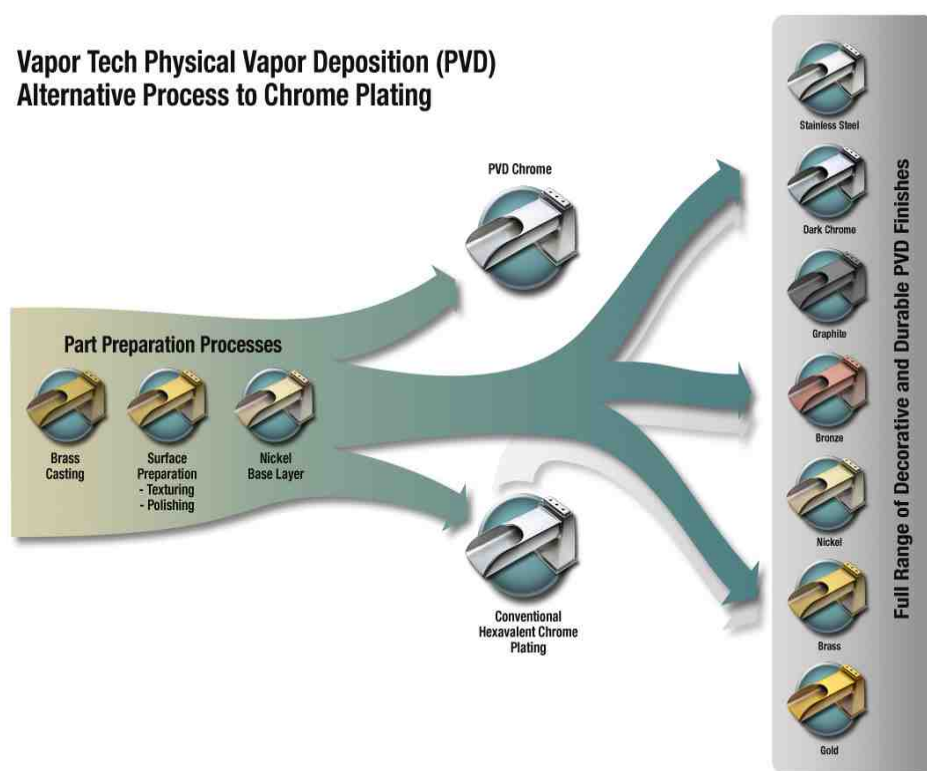 Vapor Tech Physical Vapor Deposition (PVD)
Alternative Process to Chrome Plating
PVD Chrome
Part Preparation Processes
Brass
Casting
Surface
Preparation
- Texturing
- Polishing
Nickel
Base Layer
Conventional
Hexavalent Chrome
Plating
Stainless Steel
Dark Chrome
Graphite
Bronze
Nickel
Brass
Gold
Full Range of Decorative and Durable PVD Finishes